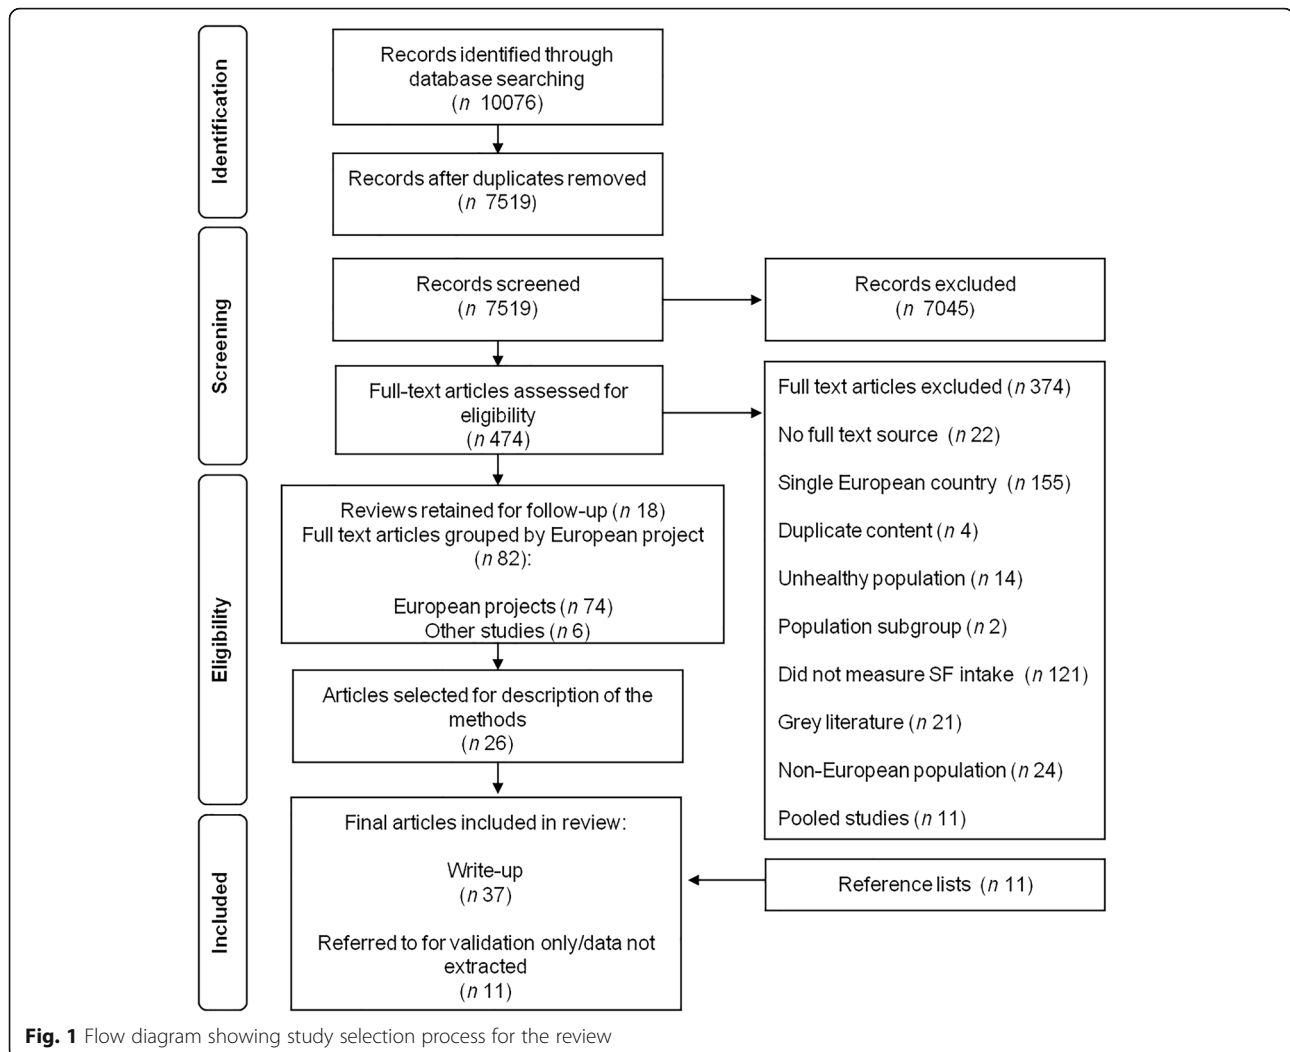 Identification
Records identified through
database searching
(n 10076)
Records after duplicates removed
(n 7519)
Screening
Records screened
(n 7519)
Records excluded
(n 7045)
Full-text articles assessed for
eligibility
(n 474)
Full text articles excluded (n 374)
No full text source (n 22)
Single European country (n 155)
Duplicate content (n 4)
Unhealthy population (n 14)
Population subgroup (n 2)
Did not measure SF intake (n 121)
Grey literature (n 21)
Non-European population (n 24)
Pooled studies (n 11)
Eligibility
Reviews retained for follow-up (n 18)
Full text articles grouped by European project
(n 82):
European projects (n 74)
Other studies (n 6)
Articles selected for description of the
methods
(n 26)
Included
Final articles included in review:
Write-up
(n 37)
Referred to for validation only/data not
extracted
(n 11)
Reference lists (n 11)
Fig. 1 Flow diagram showing study selection process for the review